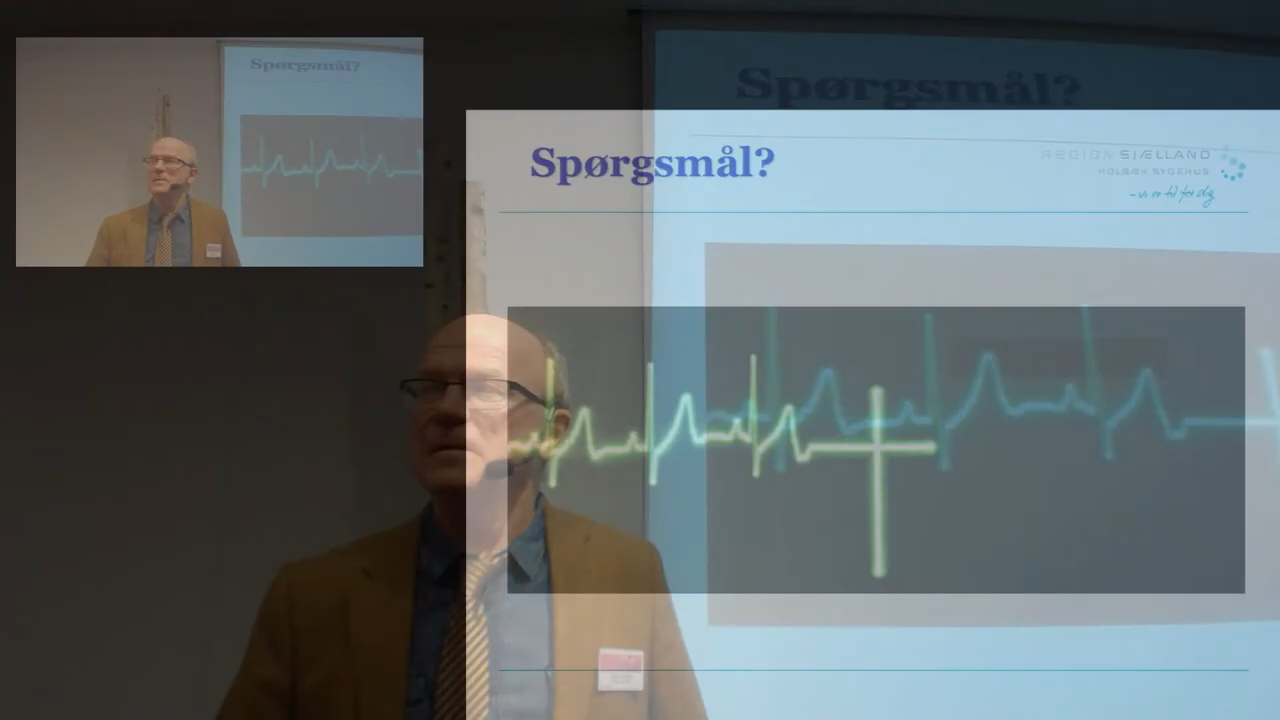 Spørgsmål?
Spørgsmål?
Spørgsmål?
REGION SJÆLLAND
HOLBÆK SYGEHUS
- vi er til for dig